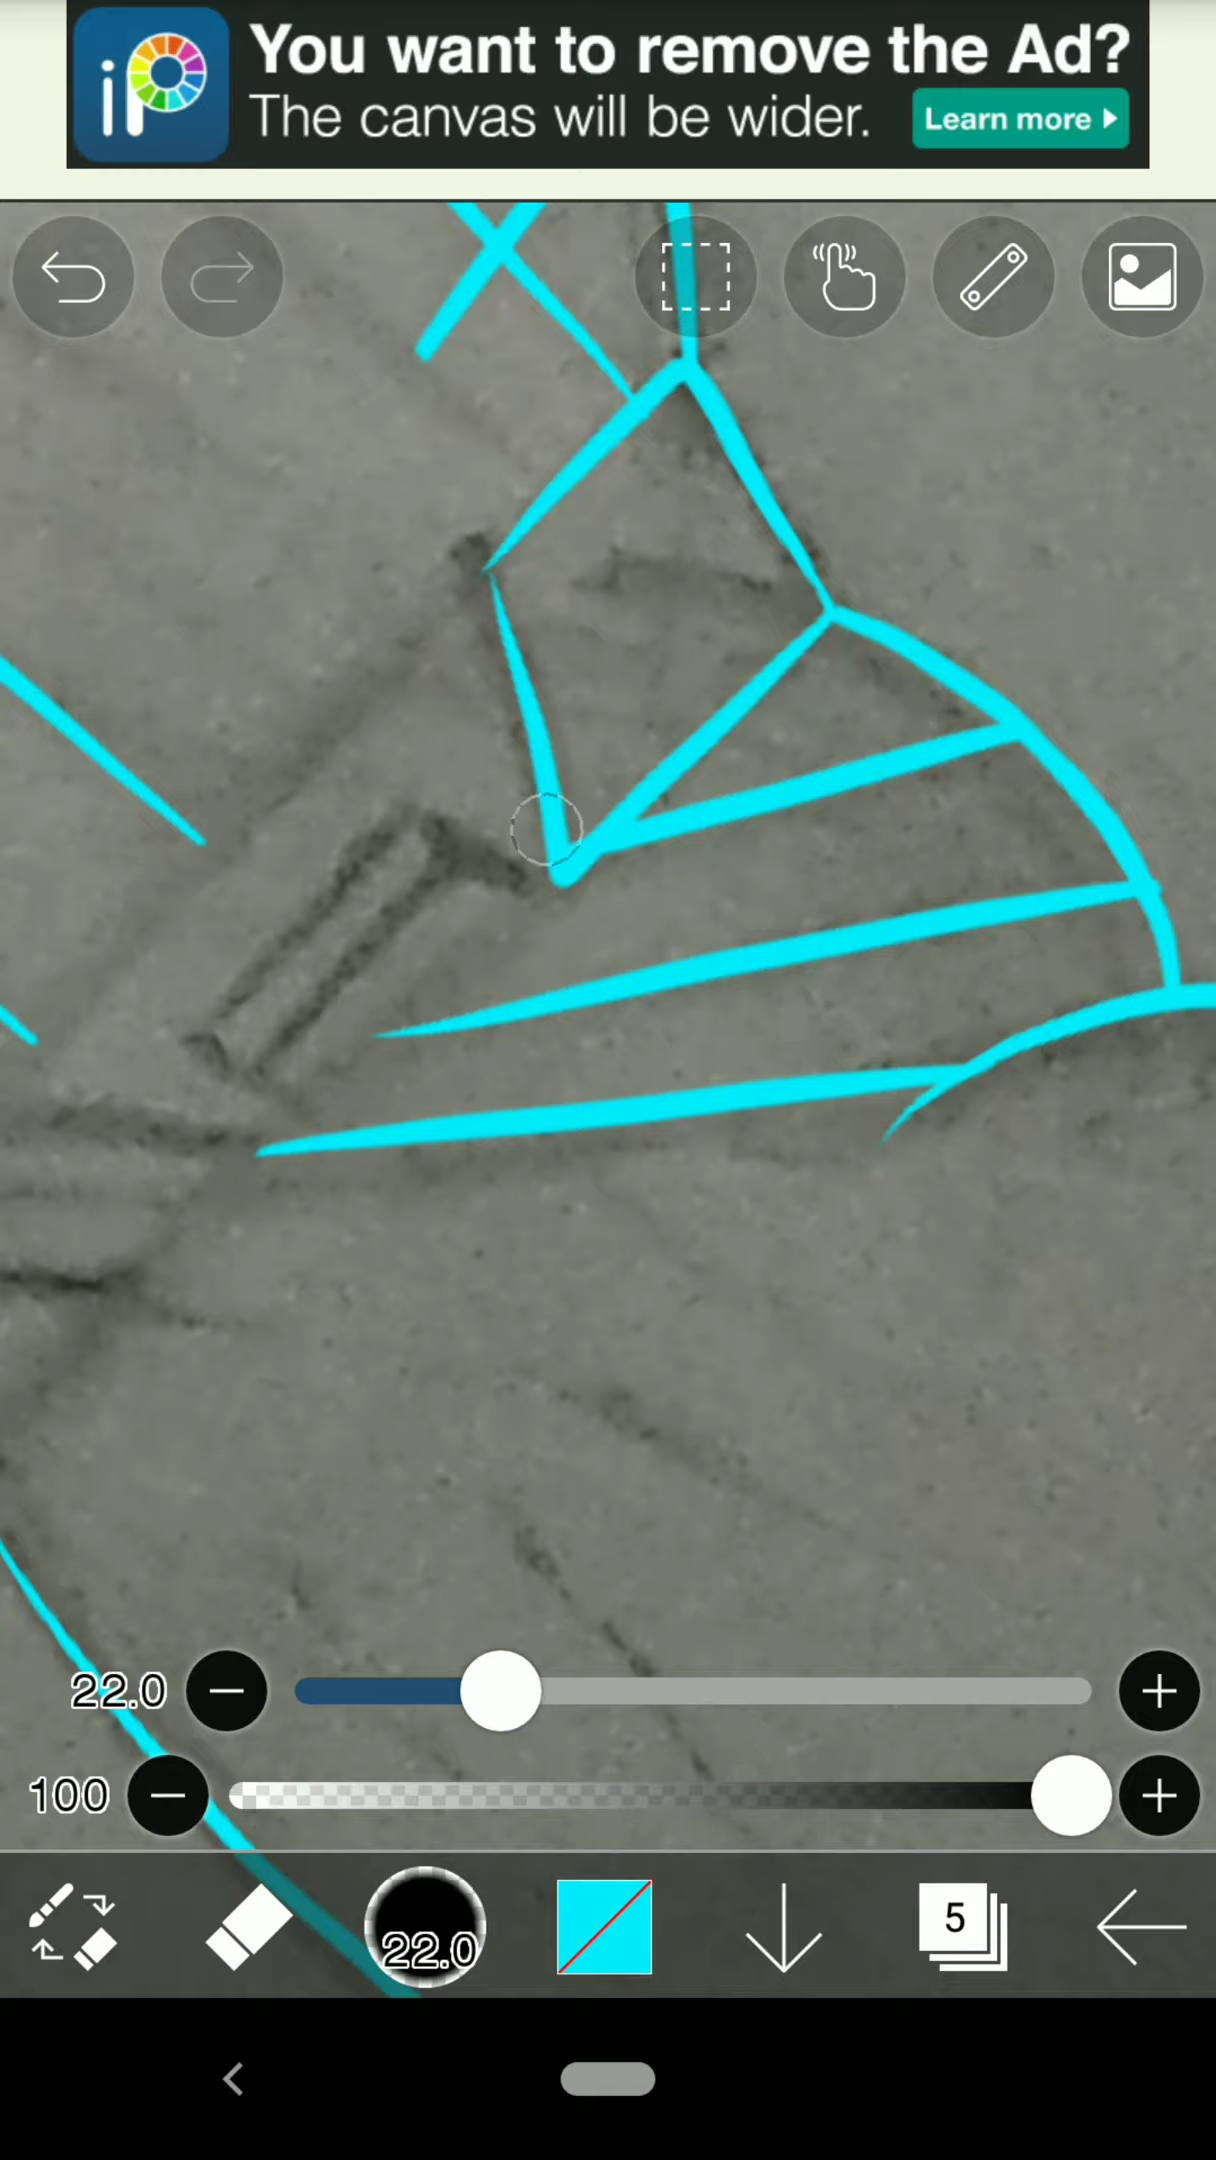 iP
You want to remove the Ad?
The canvas will be wider.
Learn more
22.0
100
22.0
5